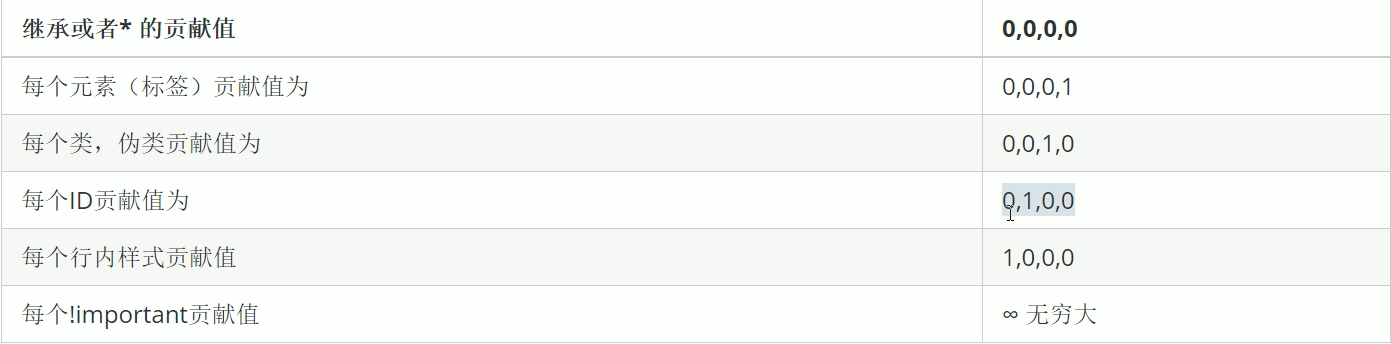 继承或者* 的贡献值 0,0,0,0
每个元素（标签）贡献值为 0,0,0,1
每个类，伪类贡献值为 0,0,1,0
每个ID贡献值为 0,1,0,0
每个行内样式贡献值 1,0,0,0
每个!important贡献值 ∞ 无穷大